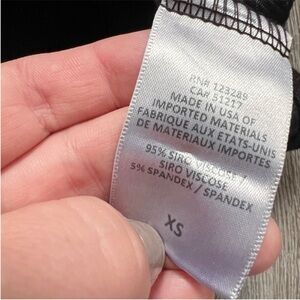 RN# 123289
CA# 51217
MADE IN USA OF
IMPORTED MATERIALS
FABRIQUE AUX ETATS-UNIS
DE MATERIAUX IMPORTES
95% SIRO VISCOSE /
SIRO VISCOSE
5% SPANDEX / SPANDEX
XS